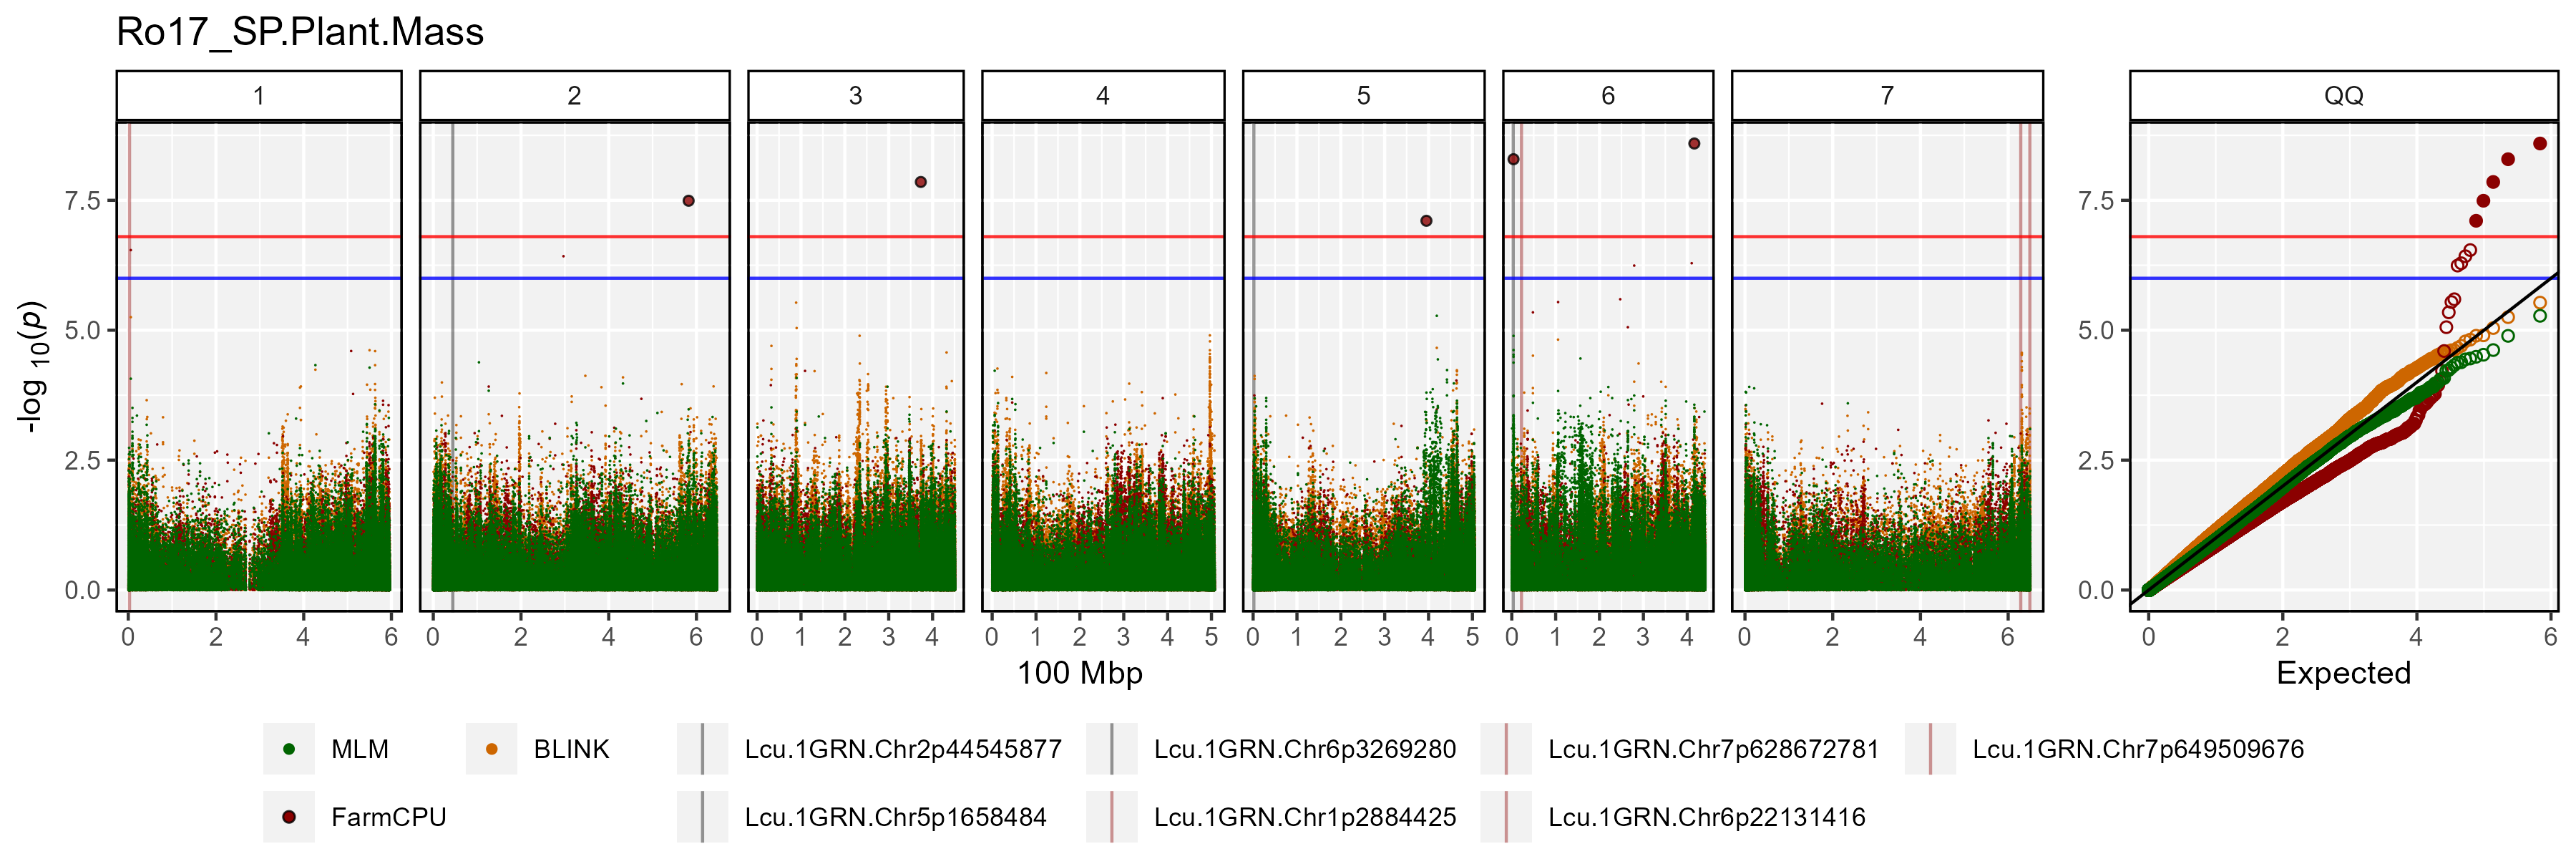 Ro17_SP.Plant.Mass
1 2 3 4 5 6 7 QQ
-log 10(p)
7.5
5.0
2.5
0.0
7.5
5.0
2.5
0.0
0 2 4 6 0 2 4 6 0 1 2 3 4 0 1 2 3 4 5 0 1 2 3 4 5 0 1 2 3 4 0 2 4 6 0 2 4 6
100 Mbp Expected
MLM BLINK Lcu.1GRN.Chr2p44545877 Lcu.1GRN.Chr6p3269280 Lcu.1GRN.Chr7p628672781 Lcu.1GRN.Chr7p649509676
FarmCPU Lcu.1GRN.Chr5p1658484 Lcu.1GRN.Chr1p2884425 Lcu.1GRN.Chr6p22131416